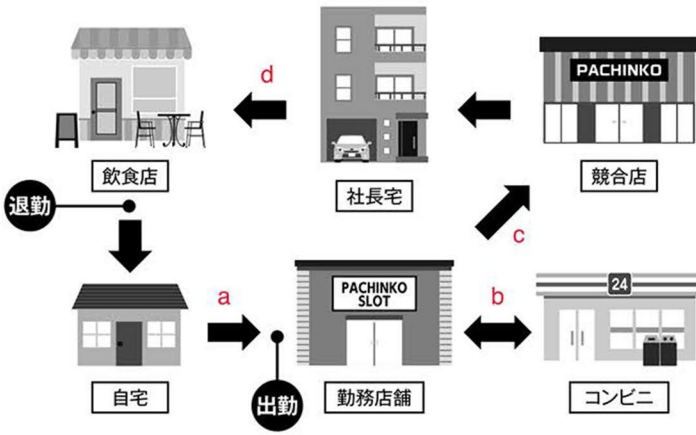 d
PACHINKO
飲食店
社長宅
競合店
退勤
c
a
PACHINKO
SLOT
b
24
自宅
出勤
勤務店舗
コンビニ